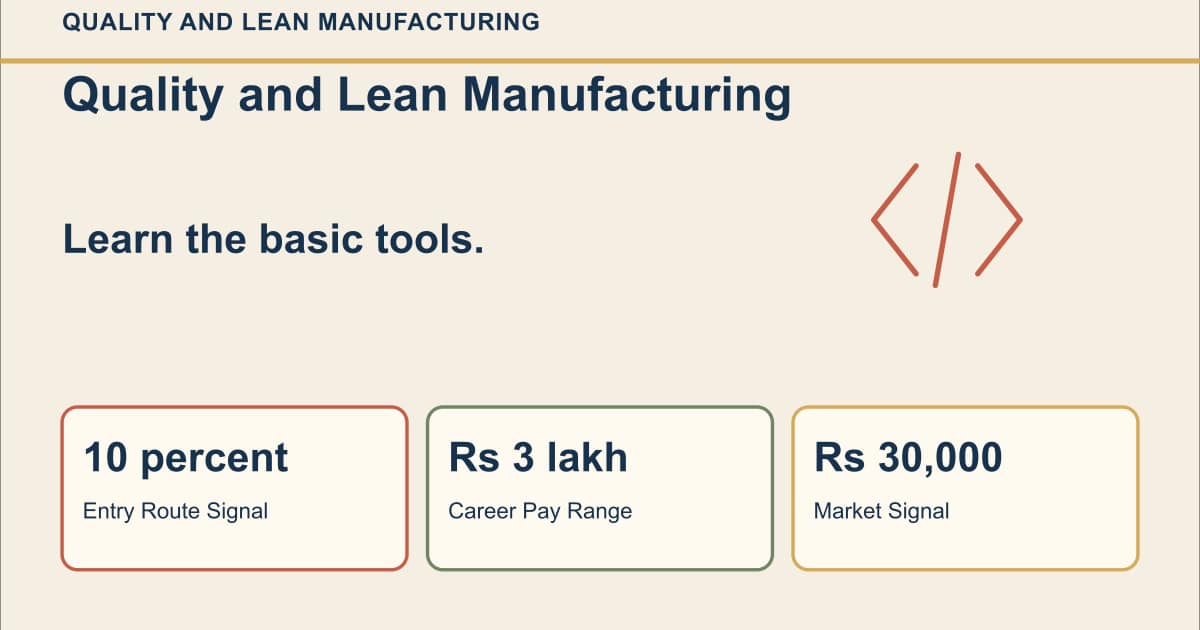 QUALITY AND LEAN MANUFACTURING
Quality and Lean Manufacturing
Learn the basic tools.
10 percent
Entry Route Signal
Rs 3 lakh
Career Pay Range
Rs 30,000
Market Signal